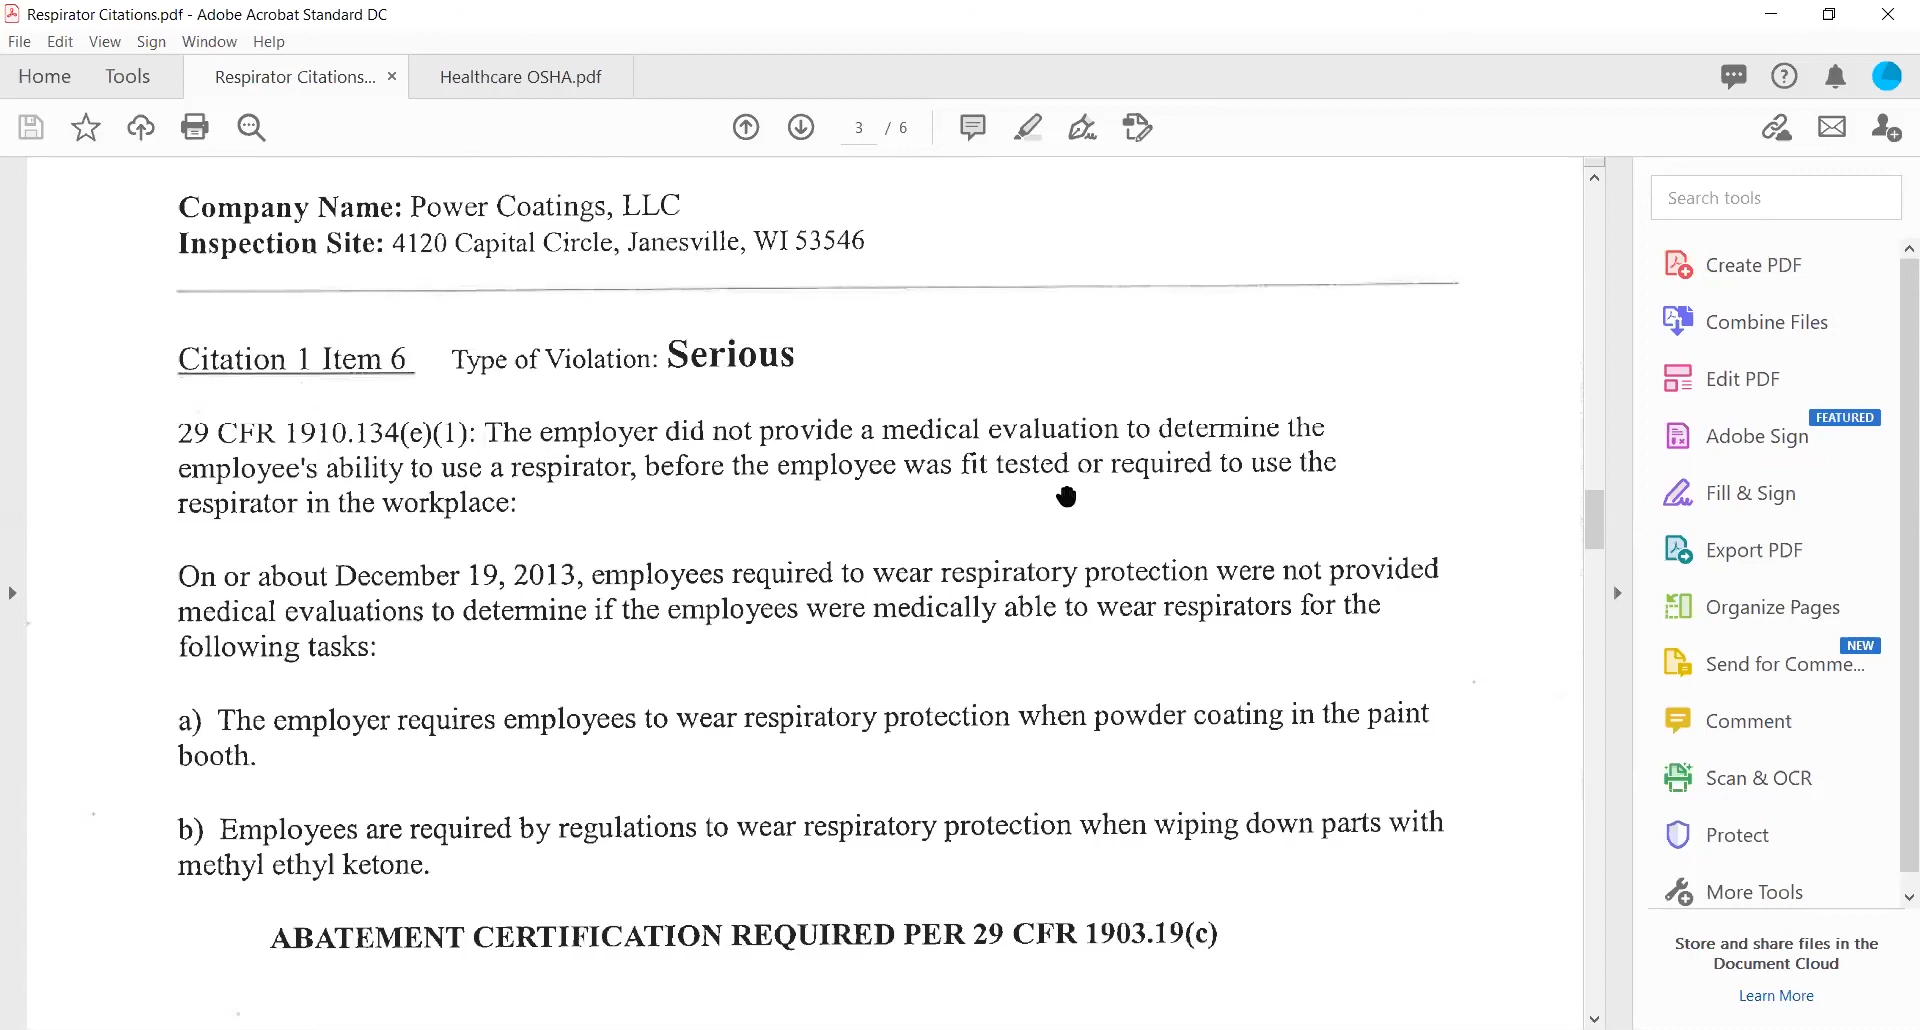 Respirator Citations.pdf - Adobe Acrobat Standard DC
File Edit View Sign Window Help
Home Tools Respirator Citations... × Healthcare OSHA.pdf
3 / 6
Company Name: Power Coatings, LLC
Inspection Site: 4120 Capital Circle, Janesville, WI 53546
Citation 1 Item 6 Type of Violation: Serious
29 CFR 1910.134(e)(1): The employer did not provide a medical evaluation to determine the
employee's ability to use a respirator, before the employee was fit tested or required to use the
respirator in the workplace:
On or about December 19, 2013, employees required to wear respiratory protection were not provided
medical evaluations to determine if the employees were medically able to wear respirators for the
following tasks:
a) The employer requires employees to wear respiratory protection when powder coating in the paint
booth.
b) Employees are required by regulations to wear respiratory protection when wiping down parts with
methyl ethyl ketone.
ABATEMENT CERTIFICATION REQUIRED PER 29 CFR 1903.19(c)
Search tools
Create PDF
Combine Files
Edit PDF
FEATURED
Adobe Sign
Fill & Sign
Export PDF
Organize Pages
NEW
Send for Comme...
Comment
Scan & OCR
Protect
More Tools
Store and share files in the
Document Cloud
Learn More